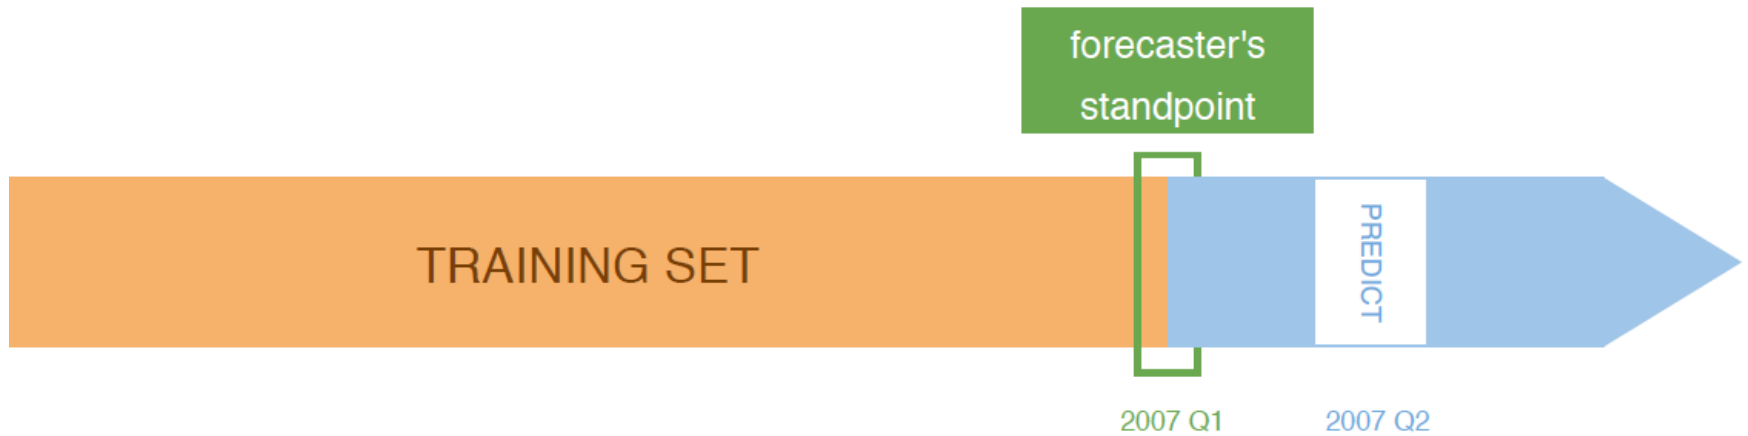 forecaster's
standpoint
TRAINING SET
PREDICT
2007 Q1
2007 Q2